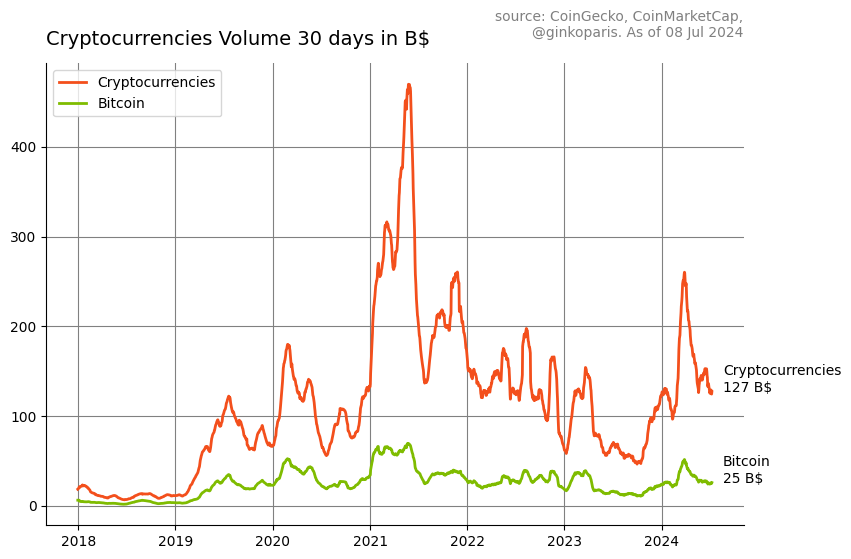 source: CoinGecko, CoinMarketCap,
@ginkoparis. As of 08 Jul 2024
Cryptocurrencies Volume 30 days in B$
Cryptocurrencies
Bitcoin
400
300
200
100
0
Cryptocurrencies
127 B$
Bitcoin
25 B$
2018 2019 2020 2021 2022 2023 2024